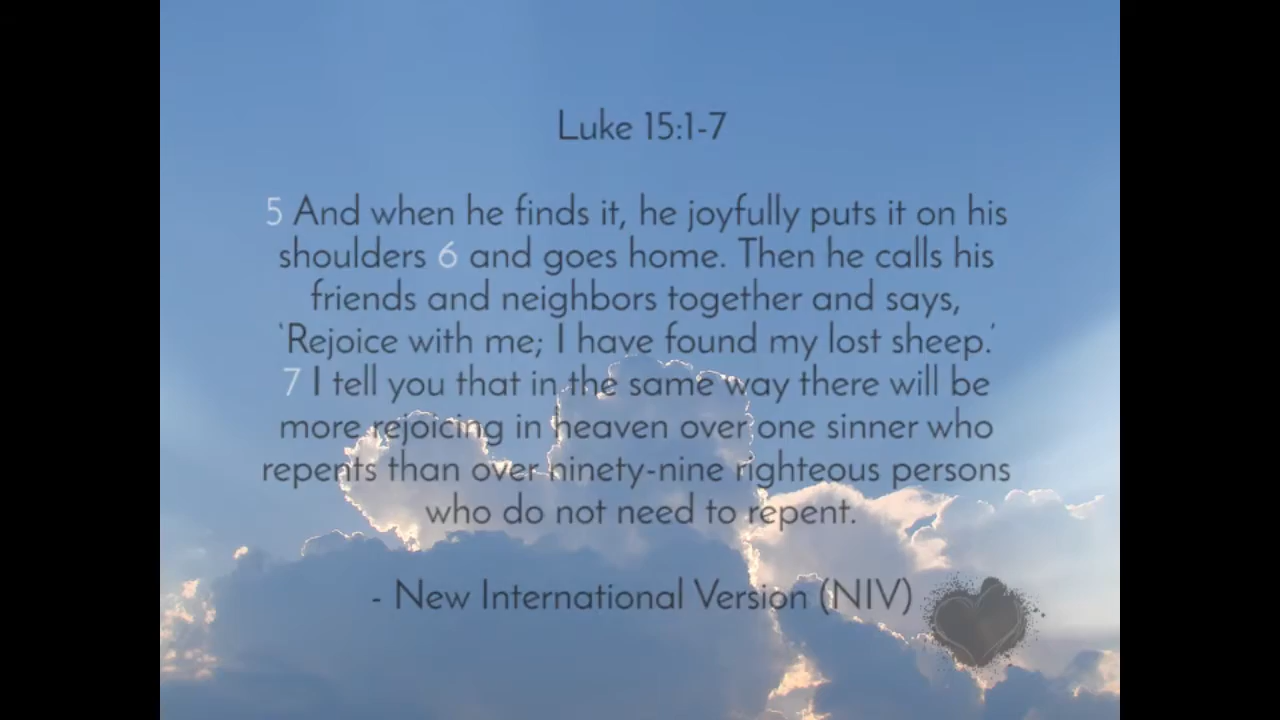 Luke 15:1-7
5 And when he finds it, he joyfully puts it on his
shoulders 6 and goes home. Then he calls his
friends and neighbors together and says,
‘Rejoice with me; I have found my lost sheep.’
7 I tell you that in the same way there will be
more rejoicing in heaven over one sinner who
repents than over ninety-nine righteous persons
who do not need to repent.
- New International Version (NIV)